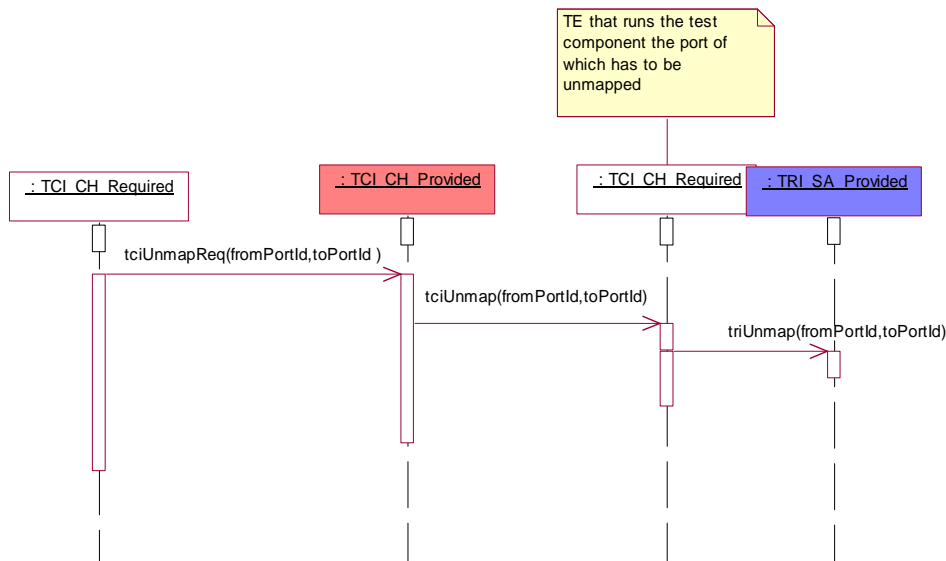 TE that runs the test
component the port of
which has to be
unmapped
: TCI_CH_Required
: TCI_CH_Provided
: TCI_CH_Required
: TRI_SA_Provided
tciUnmapReq(fromPortId,toPortId )
tciUnmap(fromPortId,toPortId)
triUnmap(fromPortId,toPortId)